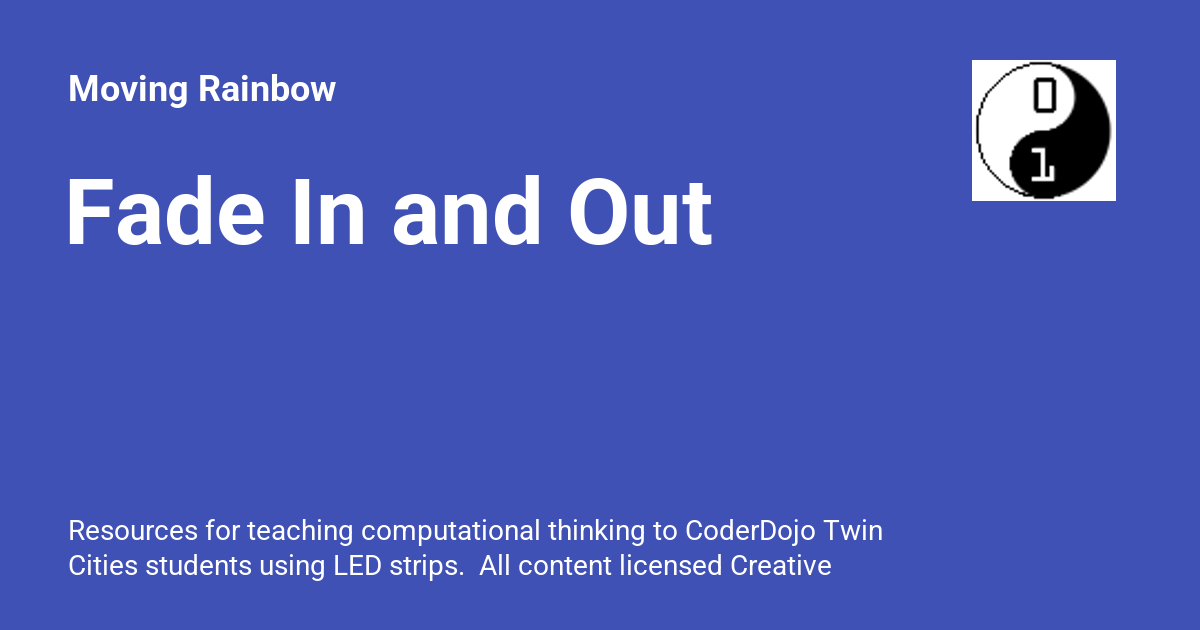 Moving Rainbow
0
1
Fade In and Out
Resources for teaching computational thinking to CoderDojo Twin
Cities students using LED strips.  All content licensed Creative